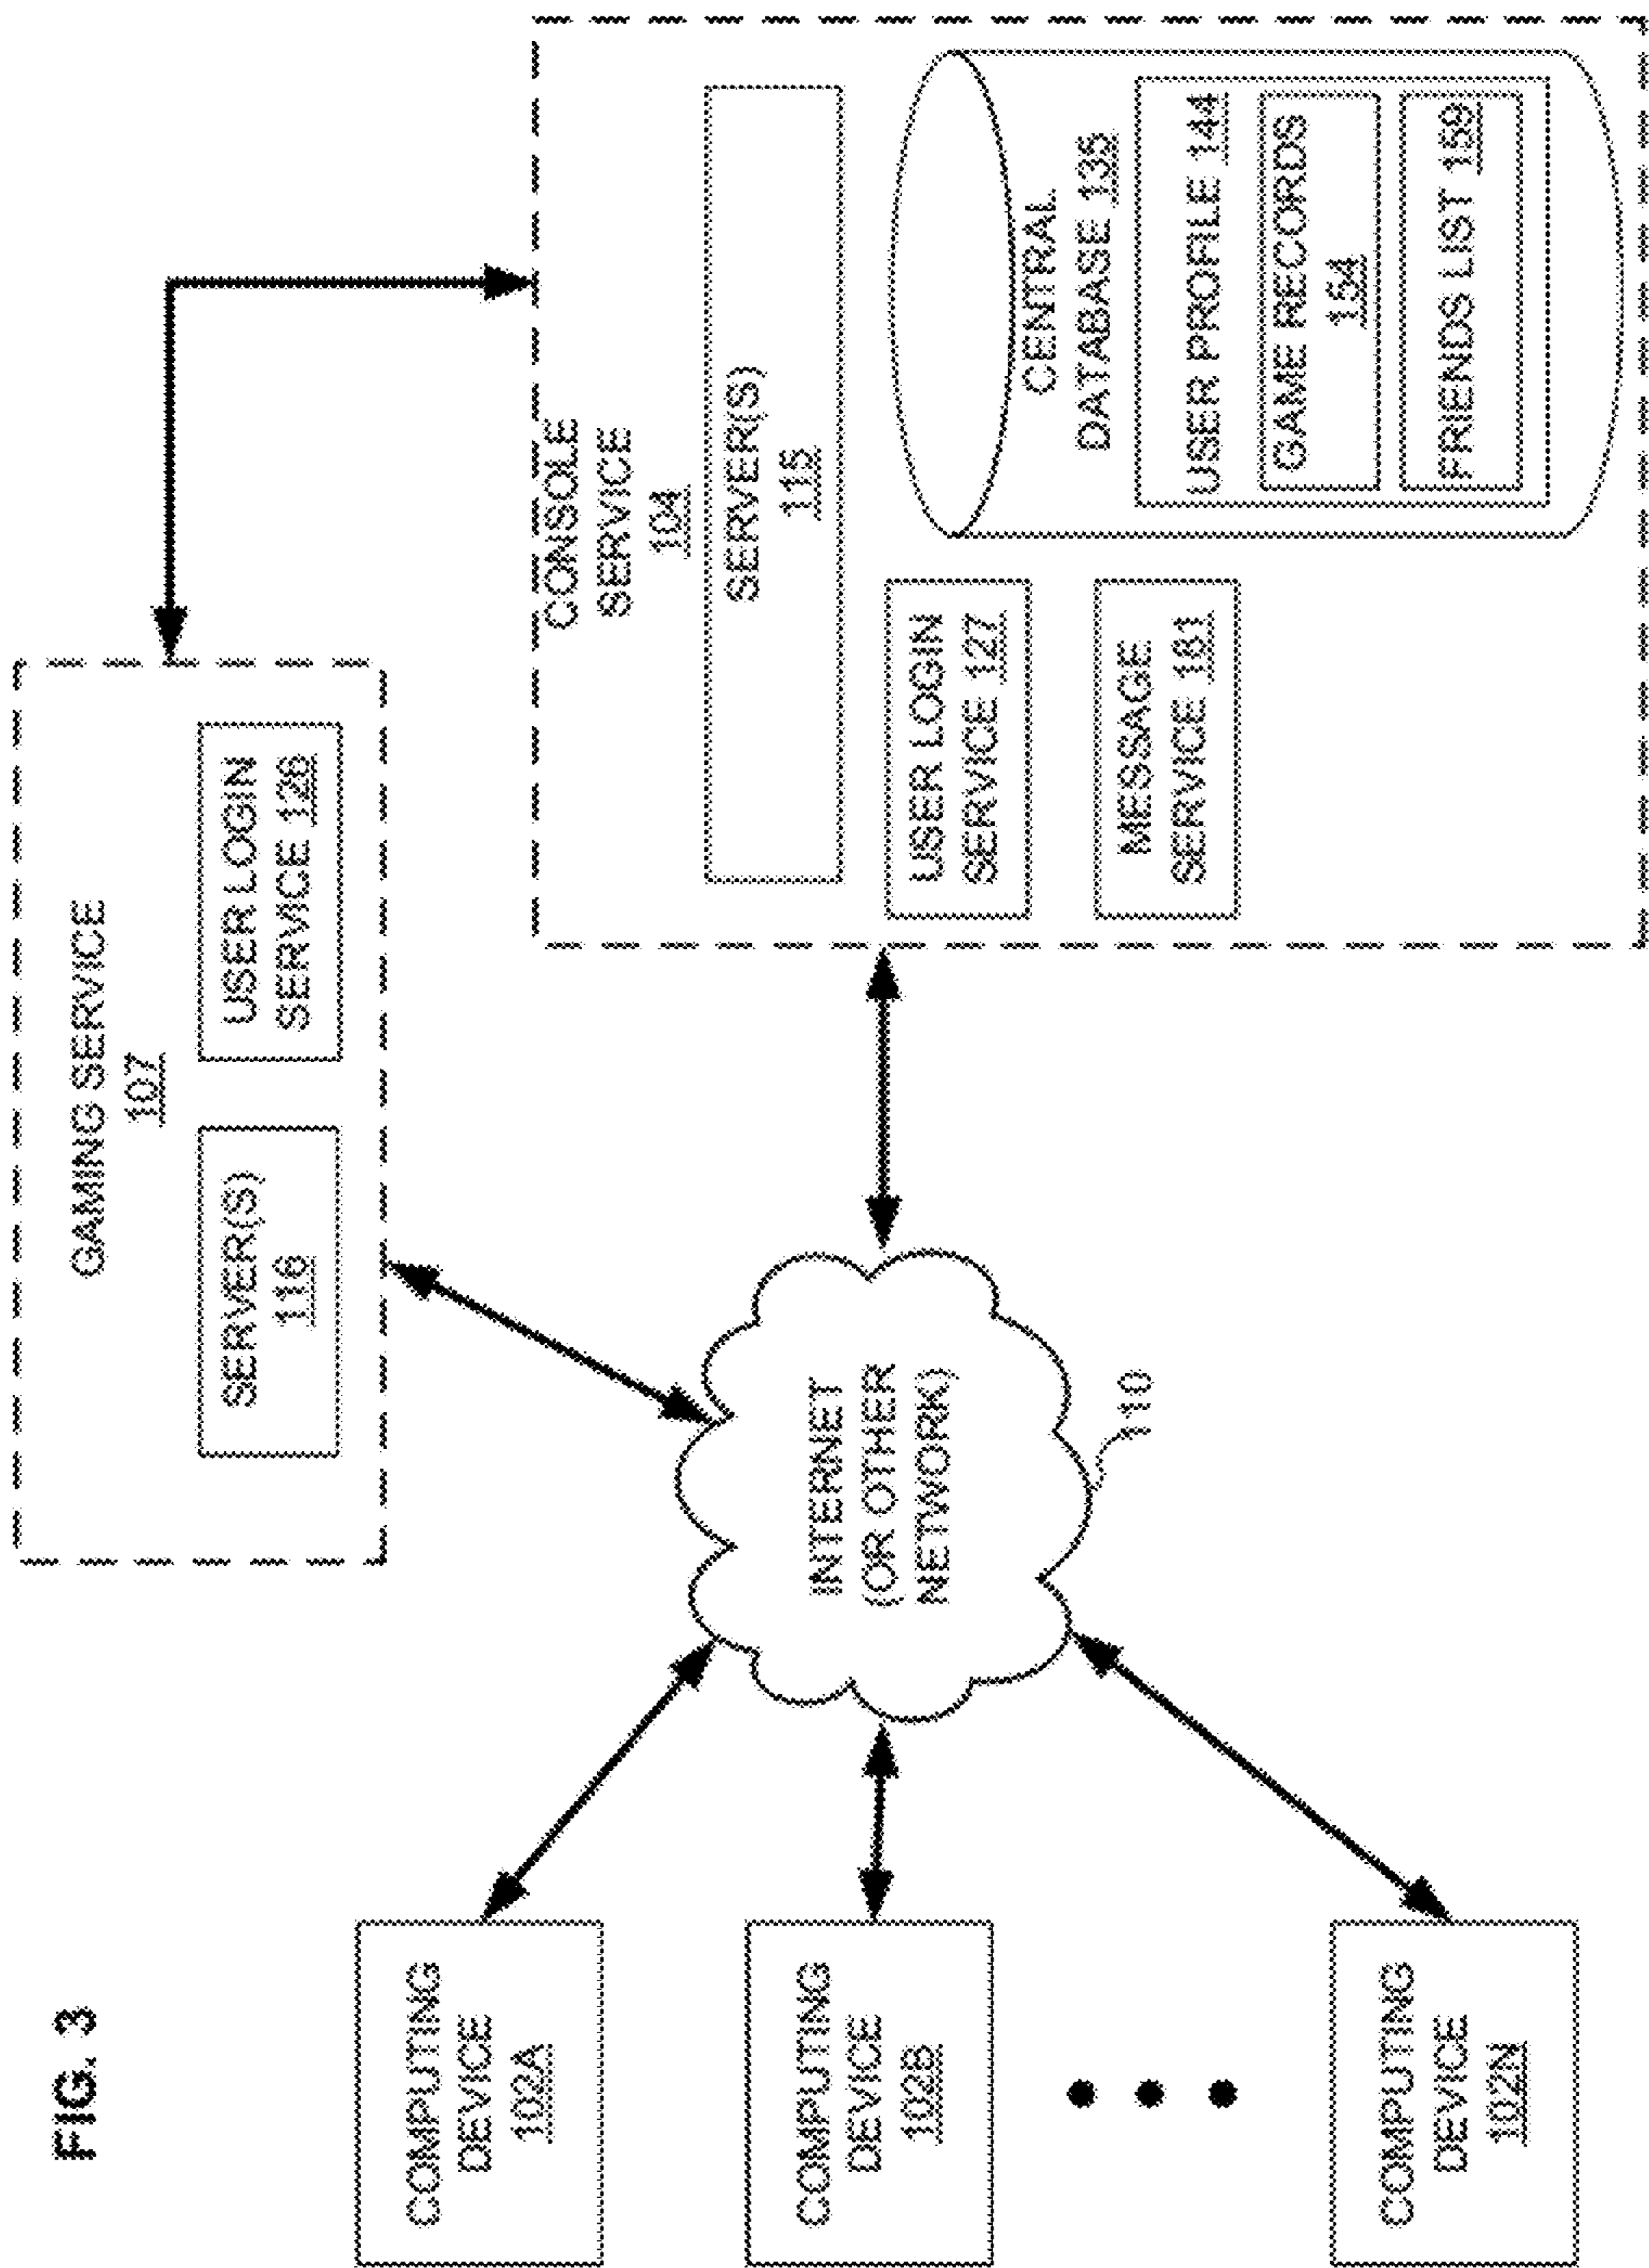 FIG. 3
GAMING SERVICE
107
SERVER(S)
116
USER LOGIN
SERVICE 126
COMPUTING
DEVICE
102A
COMPUTING
DEVICE
102B
COMPUTING
DEVICE
102N
INTERNET
(OR OTHER
NETWORK)
110
CONSOLE
SERVICE
104
SERVER(S)
115
USER LOGIN
SERVICE 127
MESSAGE
SERVICE 161
CENTRAL
DATABASE 135
USER PROFILE 144
GAME RECORDS
154
FRIENDS LIST 159